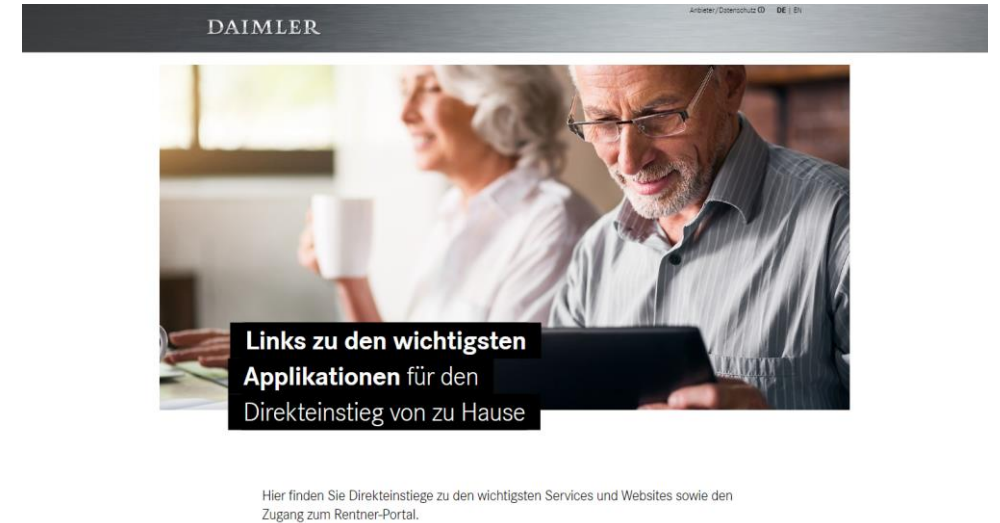 Anbieter/Datenschutz DE | EN
DAIMLER
Links zu den wichtigsten
Applikationen für den
Direkteinstieg von zu Hause
Hier finden Sie Direkteinstiege zu den wichtigsten Services und Websites sowie den
Zugang zum Rentner-Portal.